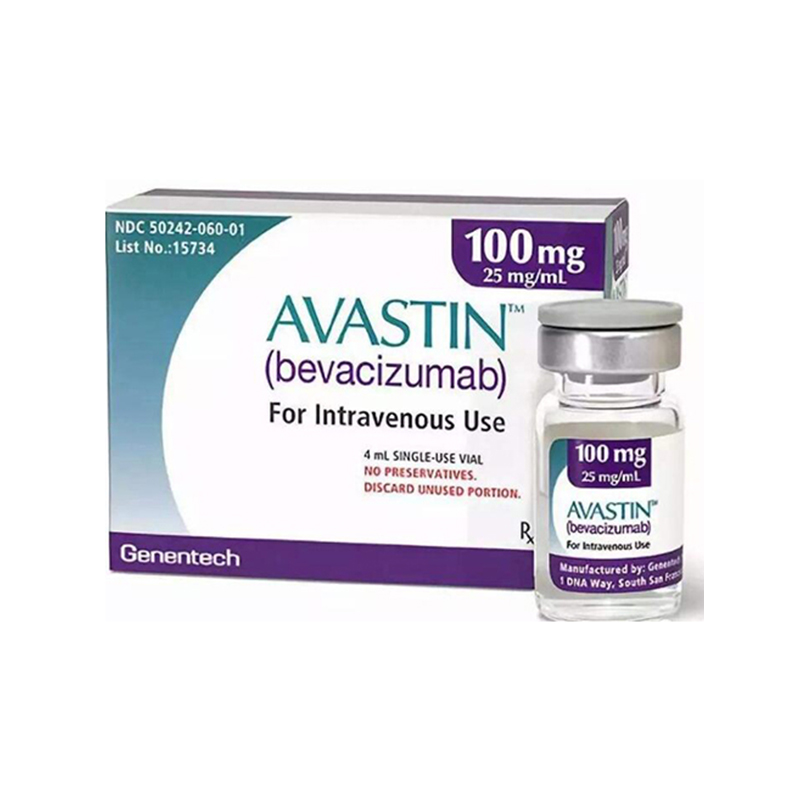 NDC 50242-060-01
List No.:15734
100 mg
25 mg/mL
AVASTIN™
(bevacizumab)
For Intravenous Use
4 mL SINGLE-USE VIAL
NO PRESERVATIVES.
DISCARD UNUSED PORTION.
Rx
Genentech
100 mg
25 mg/mL
AVASTIN™
(bevacizumab)
For Intravenous Use
Manufactured by: Genentech
1 DNA Way, South San